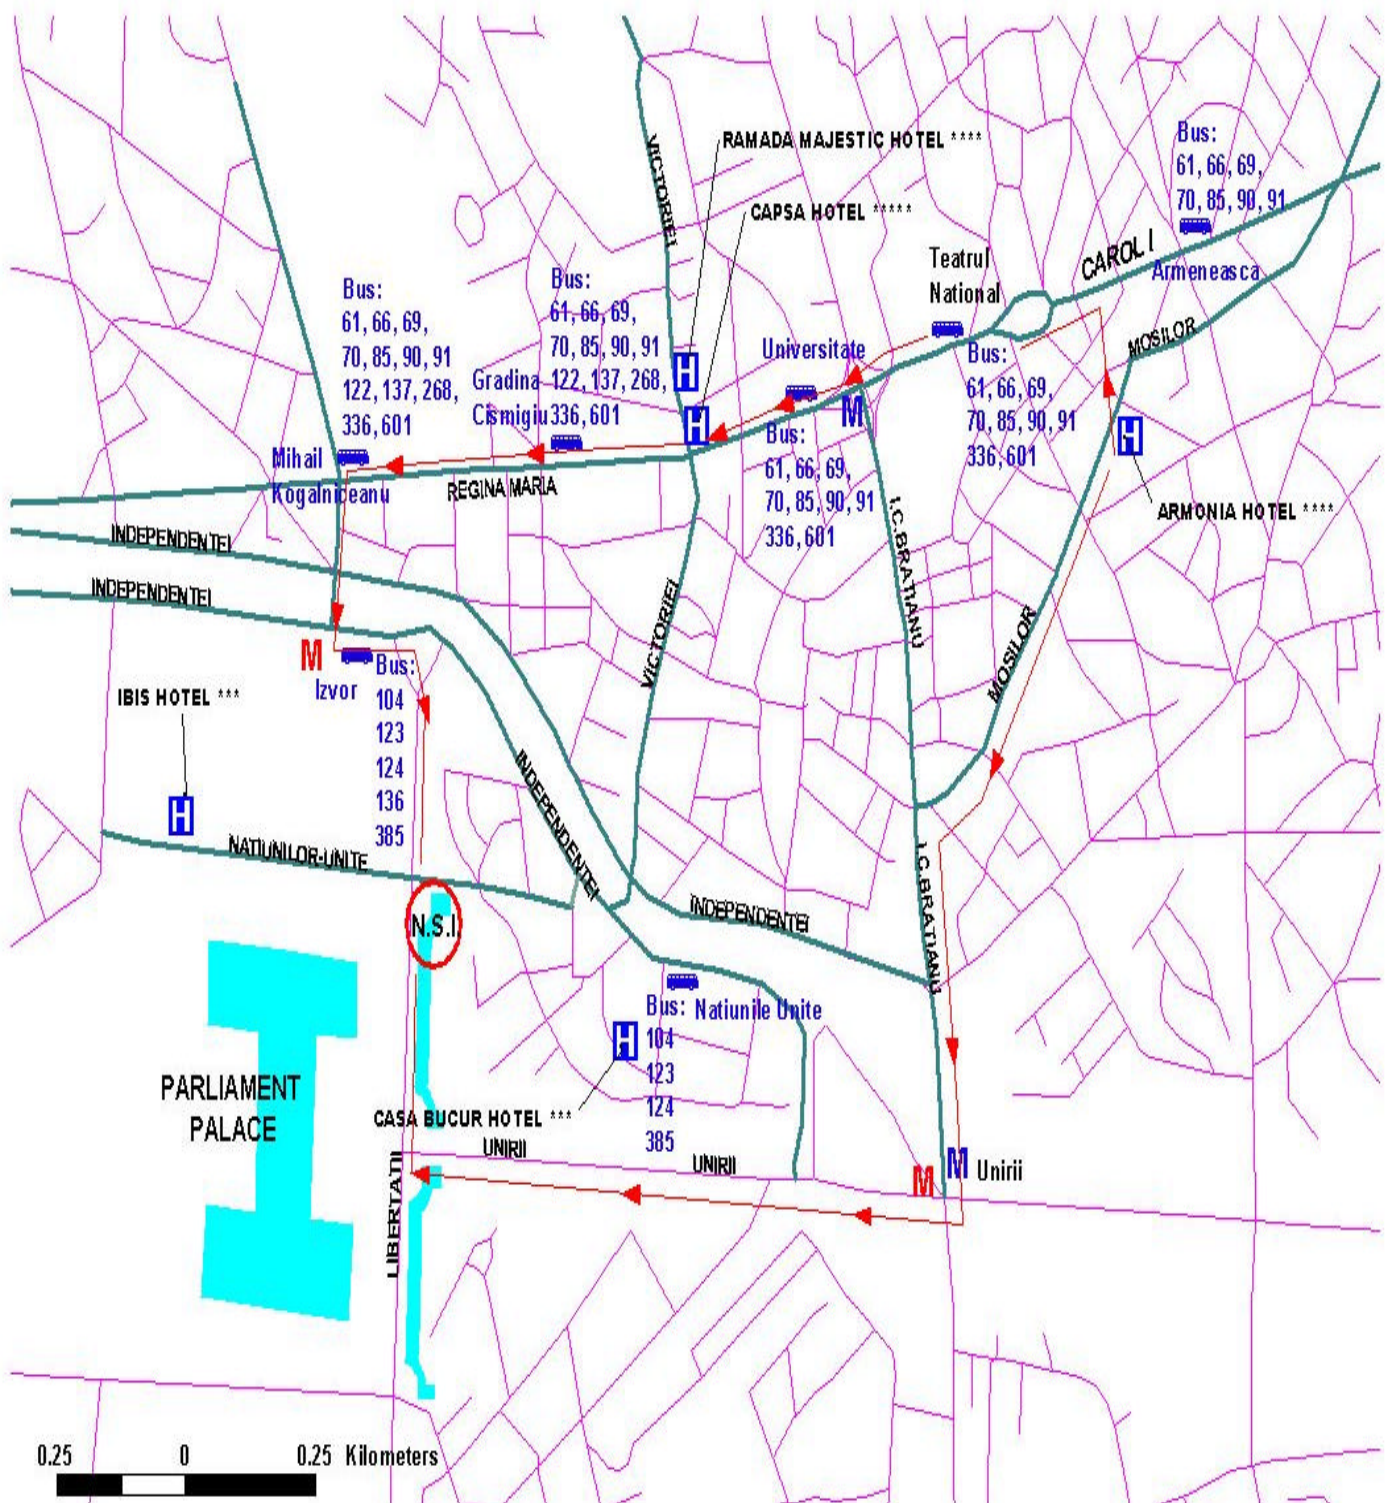 RAMADA MAJESTIC HOTEL ****
VICTORIEI
CAPSA HOTEL *****
Bus:
61, 66, 69,
70, 85, 90, 91
CAROL I
Armeneasca
Teatrul
National
MOSILOR
Bus:
61, 66, 69,
70, 85, 90, 91
122, 137, 268,
336, 601
Mihail
Kogalniceanu
Bus:
61, 66, 69,
70, 85, 90, 91
122, 137, 268,
336, 601
Gradina
Cismigiu
H
H
Universitate
M
Bus:
61, 66, 69,
70, 85, 90, 91
336, 601
Bus:
61, 66, 69,
70, 85, 90, 91
336, 601
H
ARMONIA HOTEL ****
REGINA MARIA
I.C.BRATIANU
INDEPENDENTEI
INDEPENDENTEI
VICTORIEI
MOSILOR
M
Izvor
Bus:
104
123
124
136
385
IBIS HOTEL ***
H
NATIUNILOR-UNITE
INDEPENDENTEI
I.C.BRATIANU
INDEPENDENTEI
N.S.I.
Natiunile Unite
Bus:
104
123
124
385
H
CASA BUCUR HOTEL ***
PARLIAMENT
PALACE
UNIRII
UNIRII
M
M
Unirii
LIBERTATII
0.25 0 0.25 Kilometers